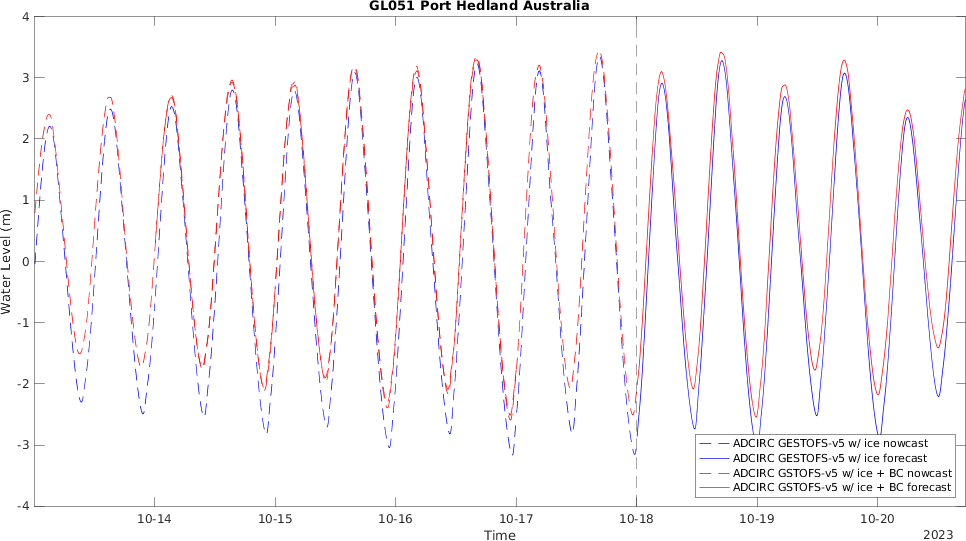 GL051 Port Hedland Australia
4
3
2
1
0
-1
-2
-3
-4
Water Level (m)
10-14
10-15
10-16
10-17
10-18
10-19
10-20
Time
2023
ADCIRC GESTOFS-v5 w/ ice nowcast
ADCIRC GESTOFS-v5 w/ ice forecast
ADCIRC GSTOFS-v5 w/ ice + BC nowcast
ADCIRC GSTOFS-v5 w/ ice + BC forecast